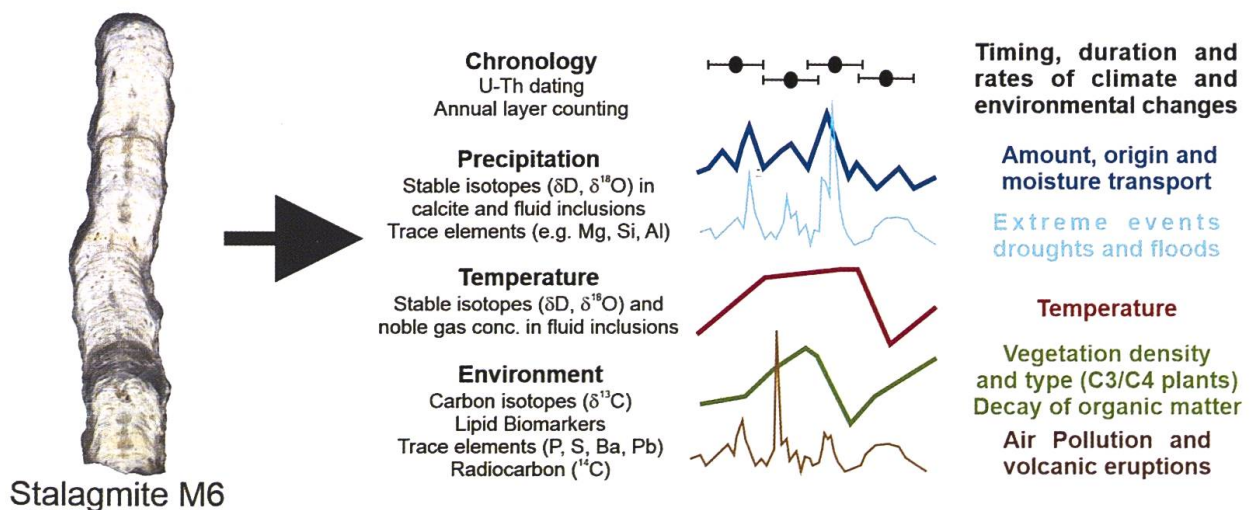 Chronology
U-Th dating
Annual layer counting
Timing, duration and
rates of climate and
environmental changes
Precipitation
Stable isotopes (δD, δ¹⁸O) in
calcite and fluid inclusions
Trace elements (e.g. Mg, Si, Al)
Amount, origin and
moisture transport
Extreme events
droughts and floods
Temperature
Stable isotopes (δD, δ¹⁸O) and
noble gas conc. in fluid inclusions
Temperature
Environment
Carbon isotopes (δ¹³C)
Lipid Biomarkers
Trace elements (P, S, Ba, Pb)
Radiocarbon (¹⁴C)
Vegetation density
and type (C3/C4 plants)
Decay of organic matter
Air Pollution and
volcanic eruptions
Stalagmite M6